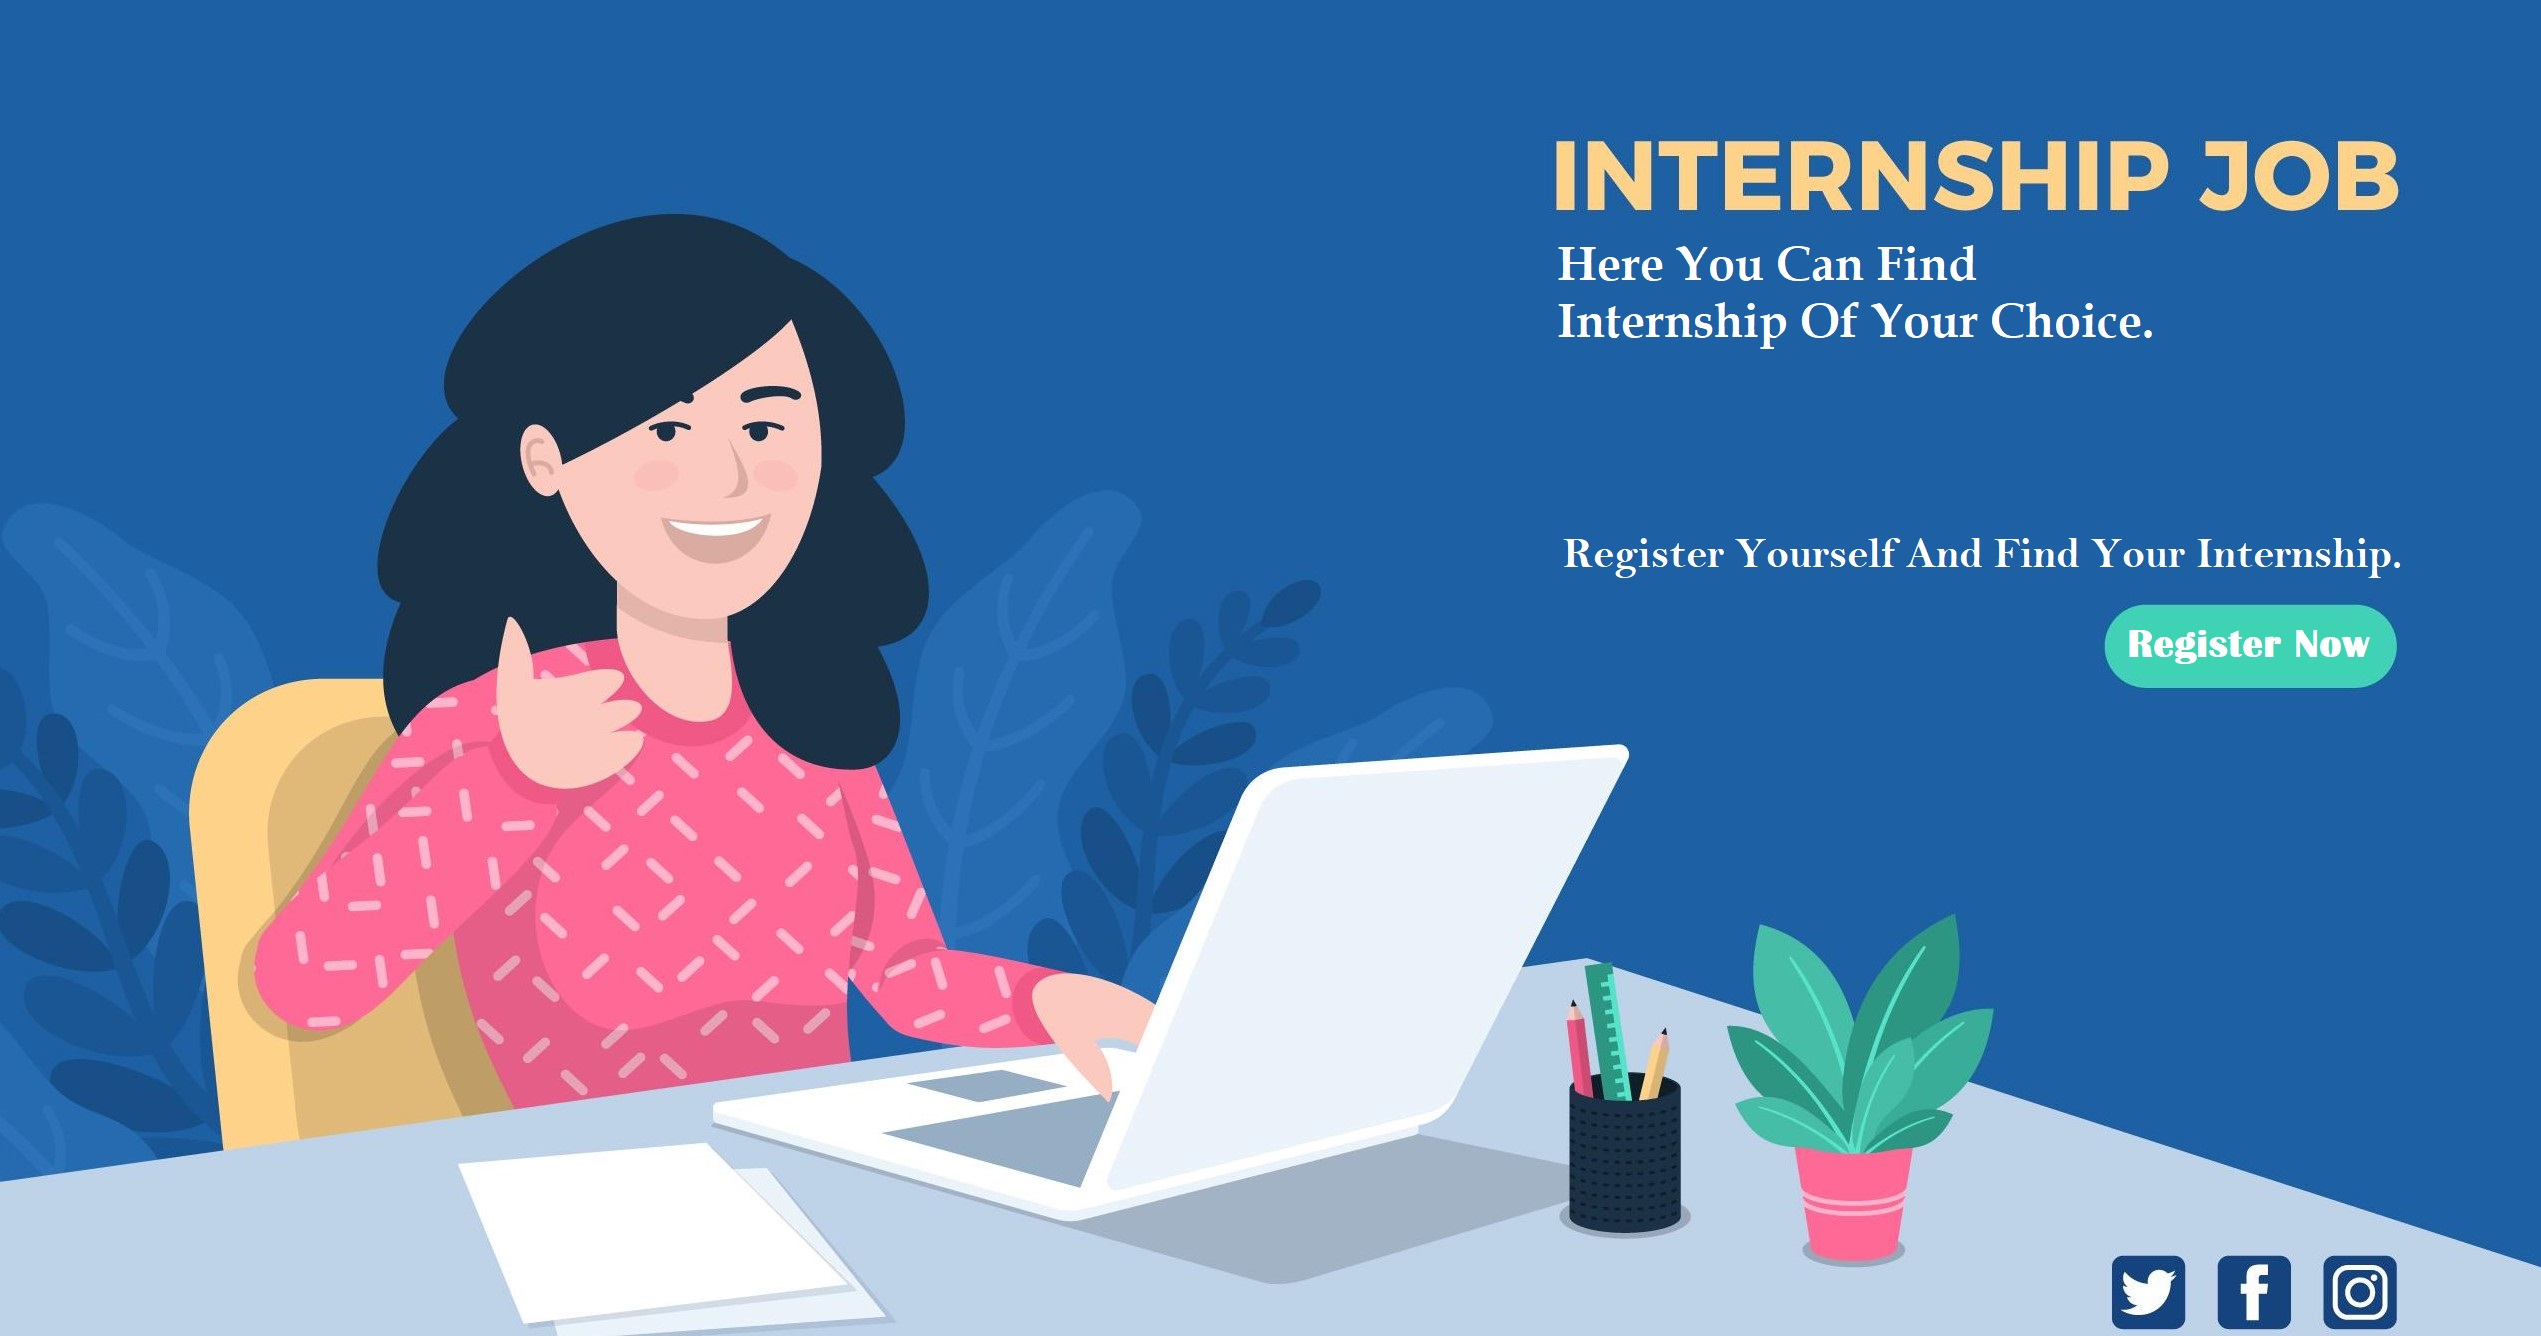 INTERNSHIP JOB
Here You Can Find
Internship Of Your Choice.
Register Yourself And Find Your Internship.
Register Now